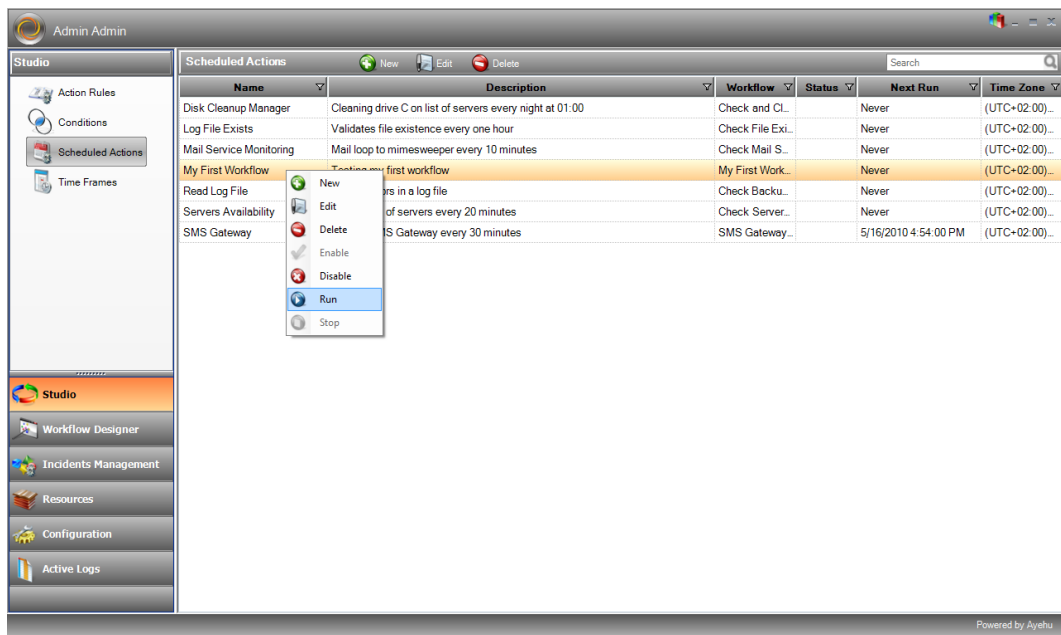 Admin Admin
Studio
Action Rules
Conditions
Scheduled Actions
Time Frames
Studio
Workflow Designer
Incidents Management
Resources
Configuration
Active Logs
Scheduled Actions New Edit Delete Search
Name Description Workflow Status Next Run Time Zone
Disk Cleanup Manager Cleaning drive C on list of servers every night at 01:00 Check and Cl... Never (UTC+02:00)...
Log File Exists Validates file existence every one hour Check File Exi... Never (UTC+02:00)...
Mail Service Monitoring Mail loop to mimesweeper every 10 minutes Check Mail S... Never (UTC+02:00)...
My First Workflow Testing my first workflow My First Work... Never (UTC+02:00)...
Read Log File in a log file Check Backu... Never (UTC+02:00)...
Servers Availability of servers every 20 minutes Check Server... Never (UTC+02:00)...
SMS Gateway Gateway every 30 minutes SMS Gateway... 5/16/2010 4:54:00 PM (UTC+02:00)...
New
Edit
Delete
Enable
Disable
Run
Stop
Powered by Ayehu